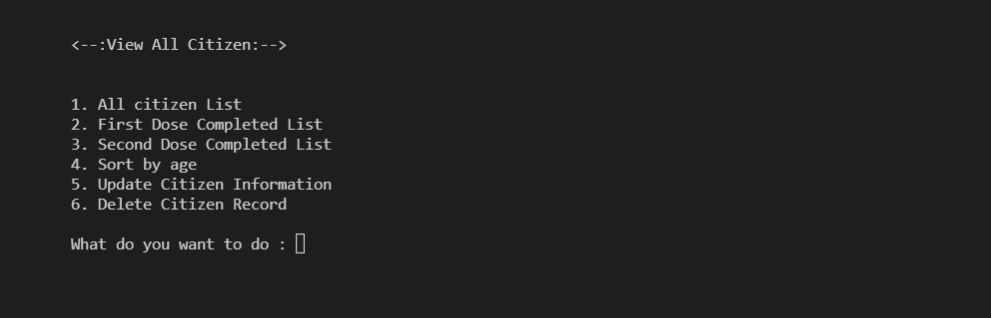 <--:View All Citizen:-->
1. All citizen List
2. First Dose Completed List
3. Second Dose Completed List
4. Sort by age
5. Update Citizen Information
6. Delete Citizen Record
What do you want to do :